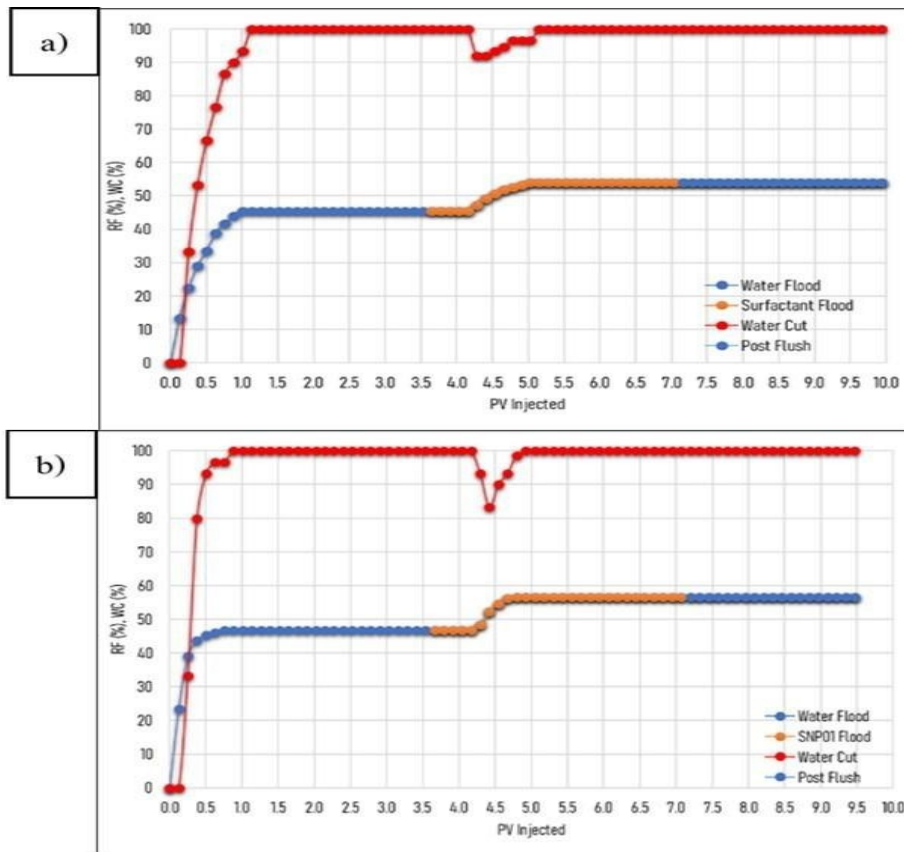 a)
100
90
80
70
60
50
40
30
20
10
0
RF (%), WC (%)
0.0 0.5 1.0 1.5 2.0 2.5 3.0 3.5 4.0 4.5 5.0 5.5 6.0 6.5 7.0 7.5 8.0 8.5 9.0 9.5 10.0
PV Injected
Water Flood
Surfactant Flood
Water Cut
Post Flush
b)
100
90
80
70
60
50
40
30
20
10
0
RF (%), WC (%)
0.0 0.5 1.0 1.5 2.0 2.5 3.0 3.5 4.0 4.5 5.0 5.5 6.0 6.5 7.0 7.5 8.0 8.5 9.0 9.5 10.0
PV Injected
Water Flood
SNP01 Flood
Water Cut
Post Flush